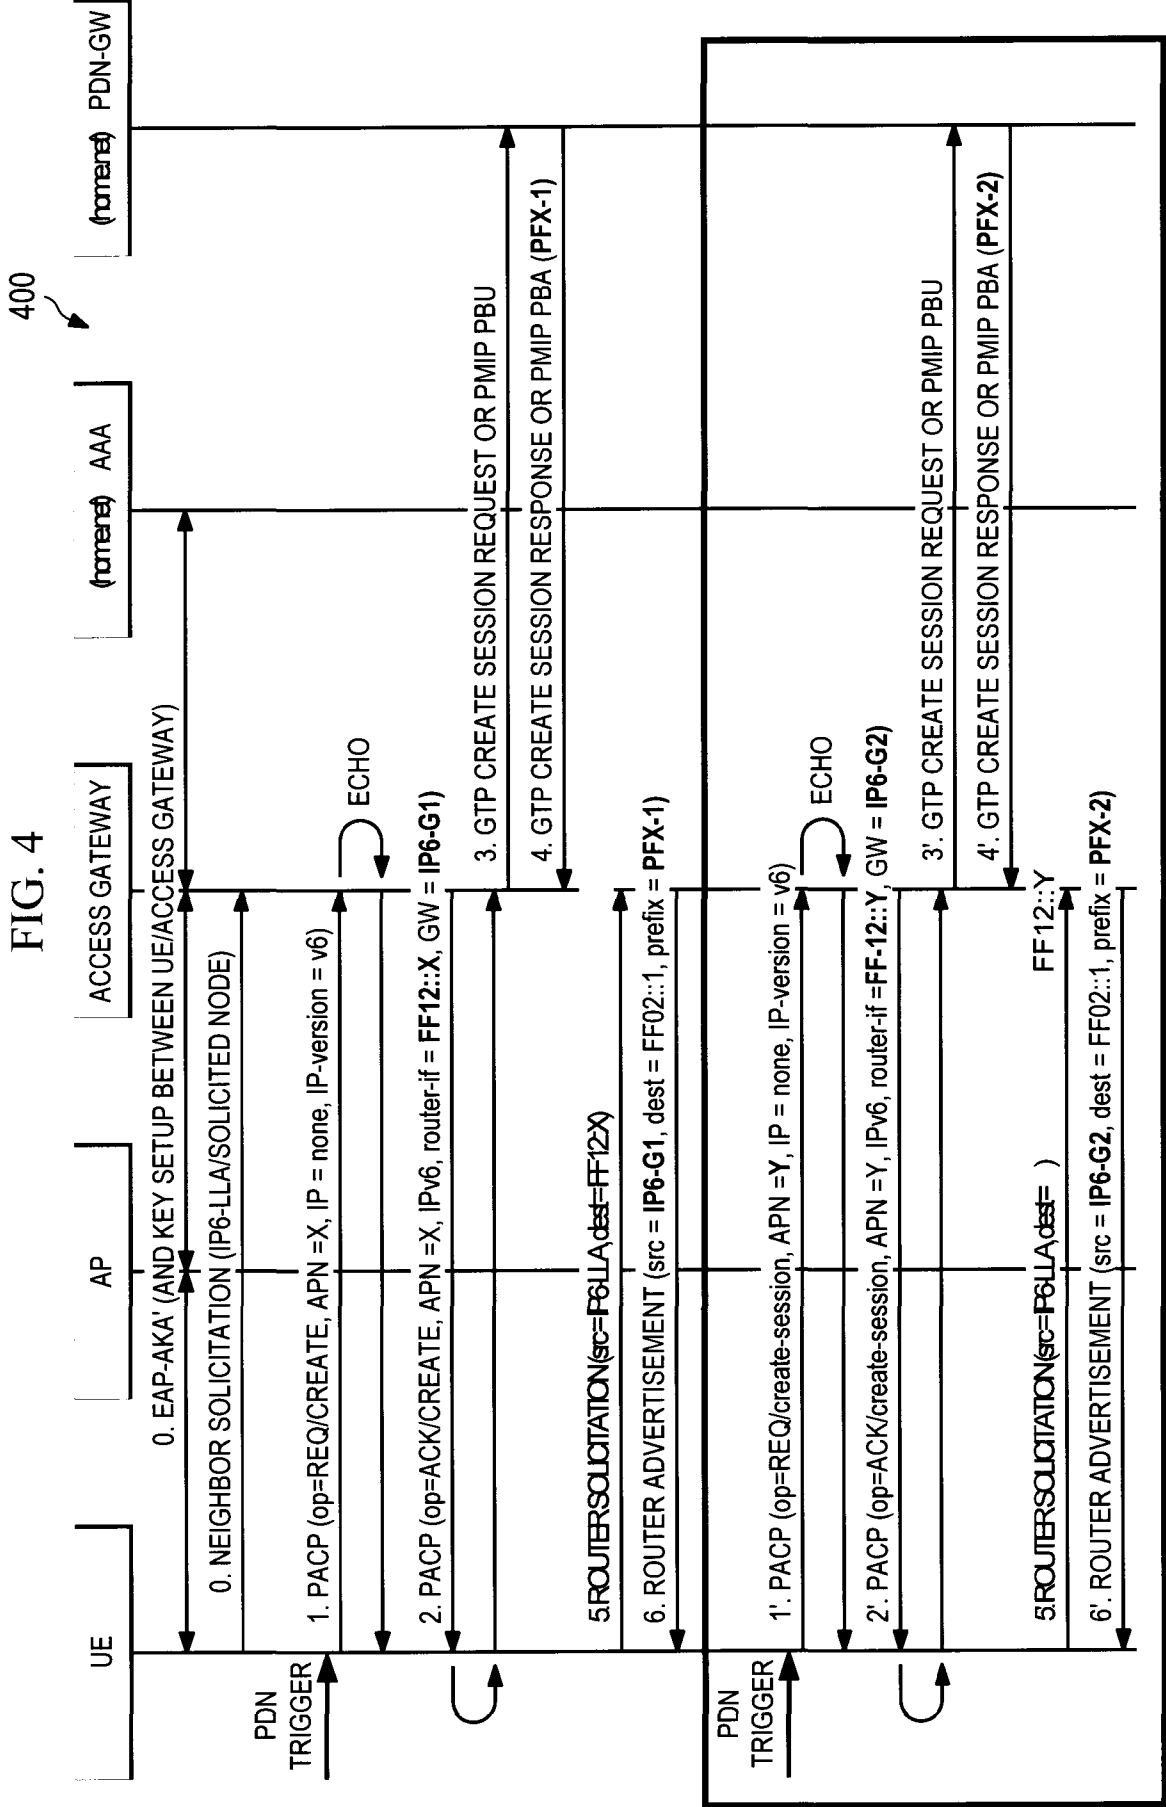 FIG. 4
400
UE
AP
ACCESS GATEWAY
AAA
PDN-GW
0. EAP-AKA' (AND KEY SETUP BETWEEN UE/ACCESS GATEWAY)
0. NEIGHBOR SOLICITATION (IP6-LLA/SOLICITED NODE)
PDN
TRIGGER
1. PACP (op=REQ/CREATE, APN =X, IP = none, IP-version = v6)
ECHO
2. PACP (op=ACK/CREATE, APN =X, IPv6, router-if = FF12::X, GW = IP6-G1)
3. GTP CREATE SESSION REQUEST OR PMIP PBU
4. GTP CREATE SESSION RESPONSE OR PMIP PBA (PFX-1)
5.ROUTER SOLICITATION (src=IP6-LLA, dest=FF12:X)
6. ROUTER ADVERTISEMENT (src = IP6-G1, dest = FF02::1, prefix = PFX-1)
PDN
TRIGGER
1'. PACP (op=REQ/create-session, APN =Y, IP = none, IP-version = v6)
ECHO
2'. PACP (op=ACK/create-session, APN =Y, IPv6, router-if =FF-12::Y, GW = IP6-G2)
3'. GTP CREATE SESSION REQUEST OR PMIP PBU
4'. GTP CREATE SESSION RESPONSE OR PMIP PBA (PFX-2)
5'.ROUTER SOLICITATION (src=IP6-LLA, dest= ) FF12::Y
6'. ROUTER ADVERTISEMENT (src = IP6-G2, dest = FF02::1, prefix = PFX-2)